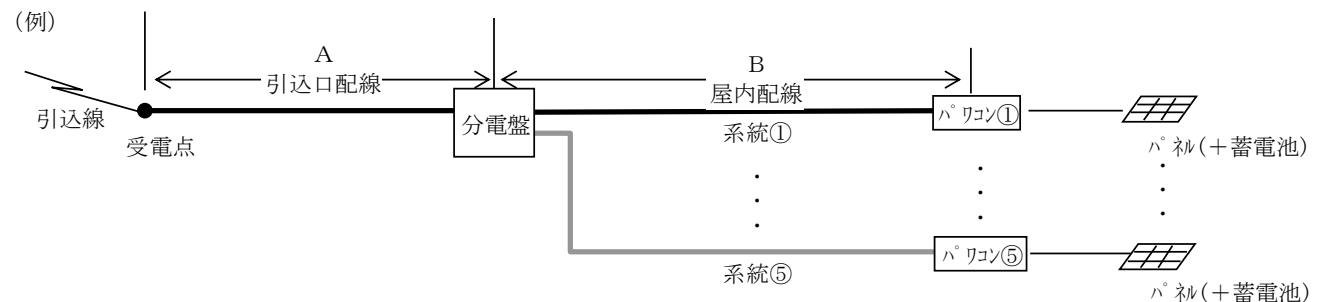 (例)
A
引込口配線
B
屋内配線
引込線
受電点
分電盤
系統①
ﾊﾟﾜｺﾝ①
ﾊﾟﾈﾙ(＋蓄電池)
系統⑤
ﾊﾟﾜｺﾝ⑤
ﾊﾟﾈﾙ(＋蓄電池)